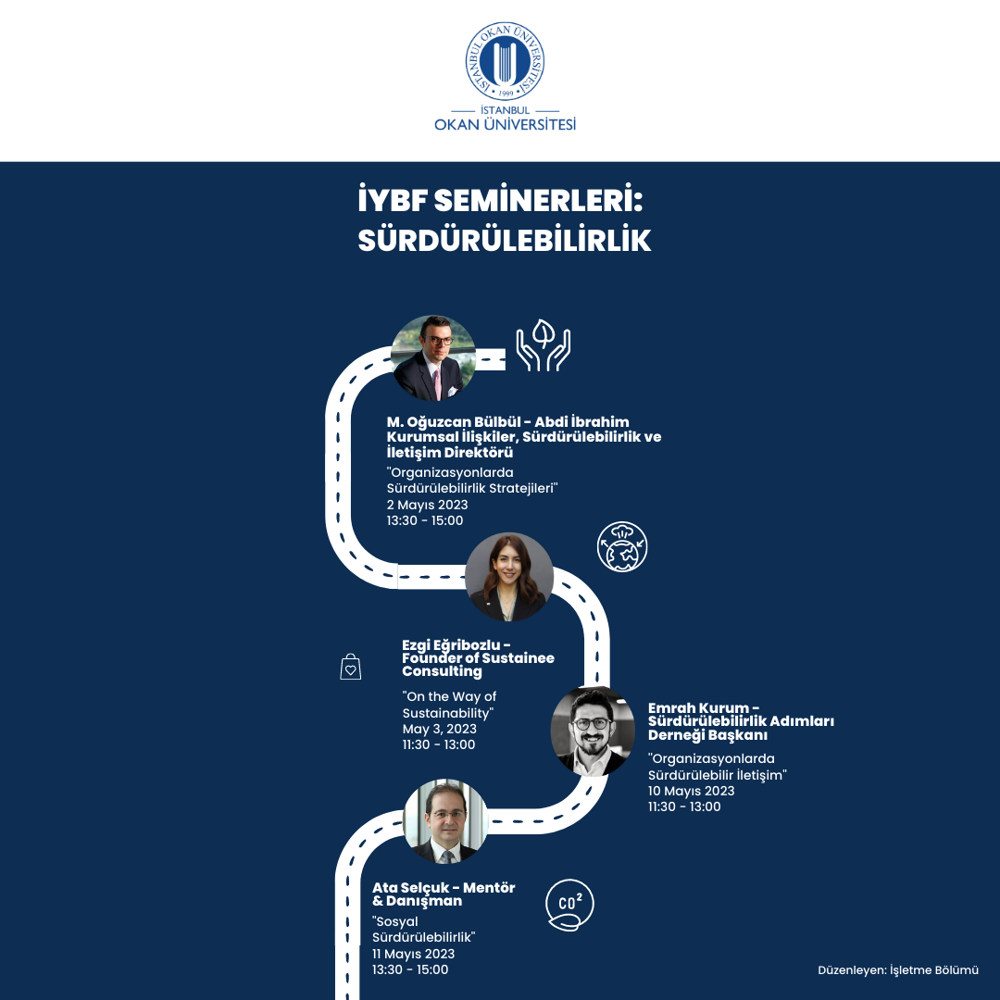 İSTANBUL OKAN ÜNİVERSİTESİ
• 1999 •
İSTANBUL
OKAN ÜNİVERSİTESİ
İYBF SEMİNERLERİ:
SÜRDÜRÜLEBİLİRLİK
M. Oğuzcan Bülbül - Abdi İbrahim
Kurumsal İlişkiler, Sürdürülebilirlik ve
İletişim Direktörü
"Organizasyonlarda
Sürdürülebilirlik Stratejileri"
2 Mayıs 2023
13:30 - 15:00
Ezgi Eğribozlu -
Founder of Sustainee
Consulting
"On the Way of
Sustainability"
May 3, 2023
11:30 - 13:00
Emrah Kurum -
Sürdürülebilirlik Adımları
Derneği Başkanı
"Organizasyonlarda
Sürdürülebilir İletişim"
10 Mayıs 2023
11:30 - 13:00
Ata Selçuk - Mentör
& Danışman
"Sosyal
Sürdürülebilirlik"
11 Mayıs 2023
13:30 - 15:00
CO²
Düzenleyen: İşletme Bölümü